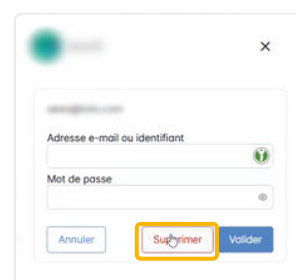 Adresse e-mail ou identifiant
Mot de passe
Annuler
Supprimer
Valider